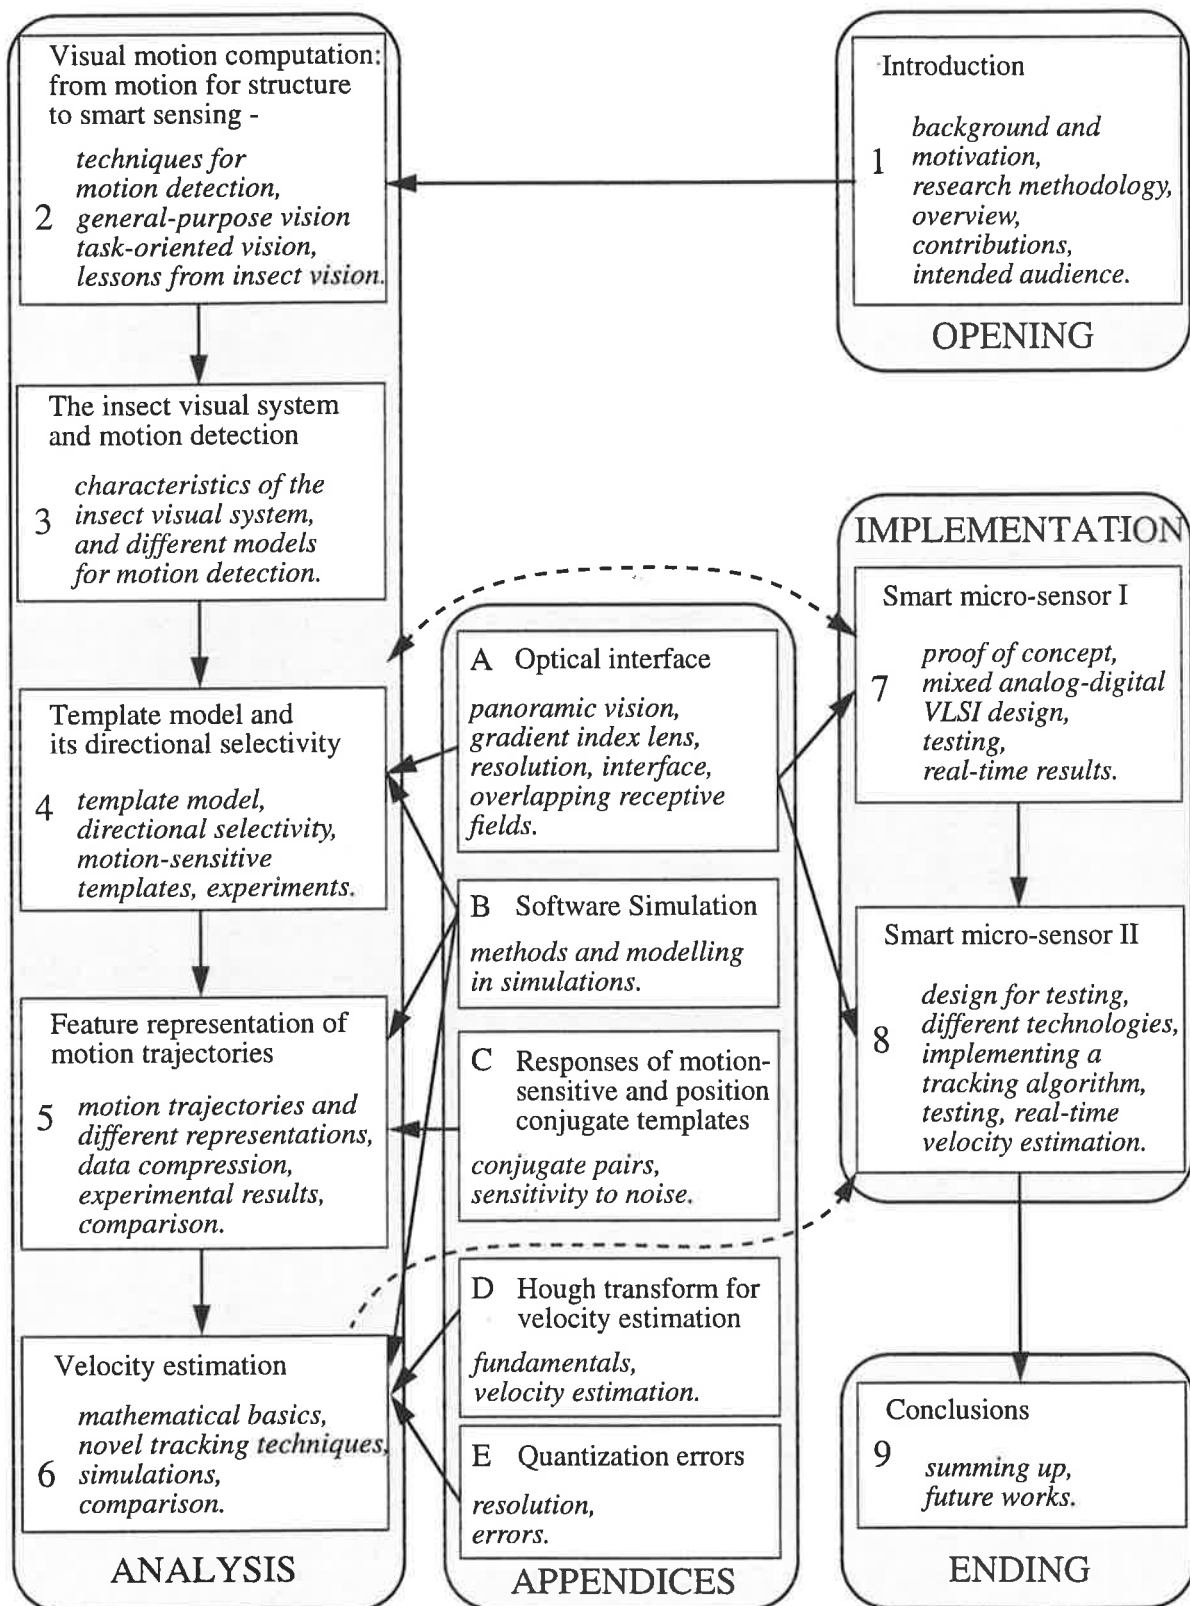 Visual motion computation:
from motion for structure
to smart sensing -
techniques for
motion detection,
2 general-purpose vision
task-oriented vision,
lessons from insect vision.
The insect visual system
and motion detection
characteristics of the
3 insect visual system,
and different models
for motion detection.
Template model and
its directional selectivity
4 template model,
directional selectivity,
motion-sensitive
templates, experiments.
Feature representation of
motion trajectories
5 motion trajectories and
different representations,
data compression,
experimental results,
comparison.
Velocity estimation
mathematical basics,
novel tracking techniques,
6 simulations,
comparison.
ANALYSIS
A Optical interface
panoramic vision,
gradient index lens,
resolution, interface,
overlapping receptive
fields.
B Software Simulation
methods and modelling
in simulations.
C Responses of motion-
sensitive and position
conjugate templates
conjugate pairs,
sensitivity to noise.
D Hough transform for
velocity estimation
fundamentals,
velocity estimation.
E Quantization errors
resolution,
errors.
APPENDICES
Introduction
background and
1 motivation,
research methodology,
overview,
contributions,
intended audience.
OPENING
IMPLEMENTATION
Smart micro-sensor I
proof of concept,
7 mixed analog-digital
VLSI design,
testing,
real-time results.
Smart micro-sensor II
design for testing,
different technologies,
8 implementing a
tracking algorithm,
testing, real-time
velocity estimation.
Conclusions
9 summing up,
future works.
ENDING